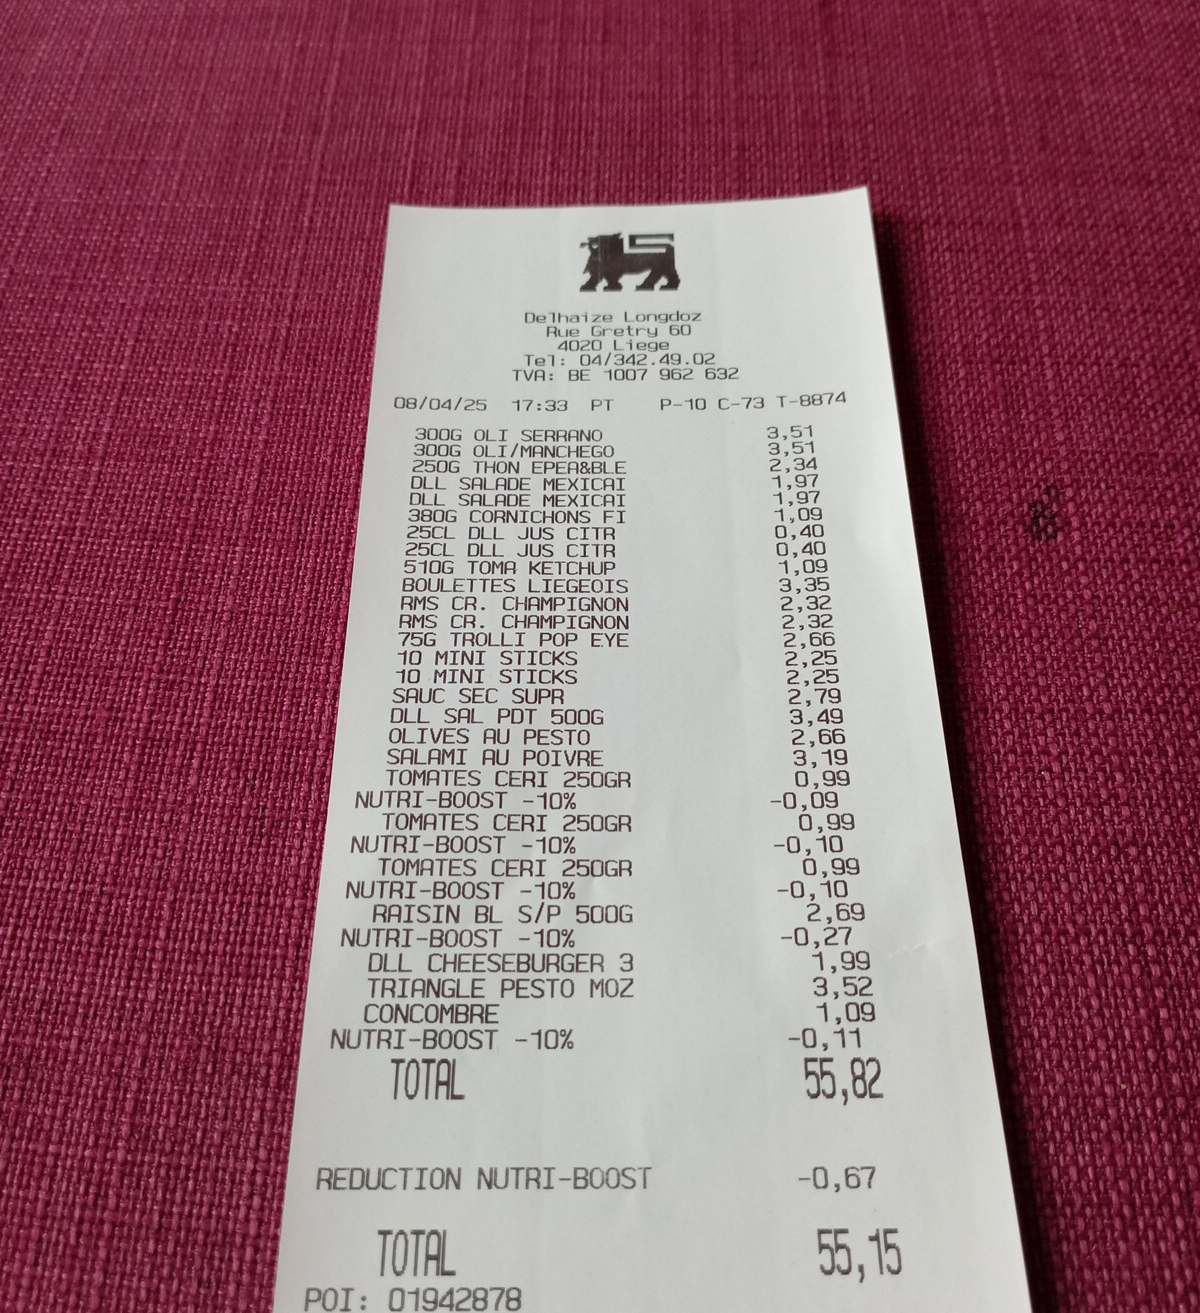 Delhaize Longdoz
Rue Gretry 60
4020 Liege
Tel: 04/342.49.02
TVA: BE 1007 962 632
08/04/25 17:33 PT P-10 C-73 T-8874
300G OLI SERRANO 3,51
300G OLI/MANCHEGO 3,51
250G THON EPEA&BLE 2,34
DLL SALADE MEXICAI 1,97
DLL SALADE MEXICAI 1,97
380G CORNICHONS FI 1,09
25CL DLL JUS CITR 0,40
25CL DLL JUS CITR 0,40
510G TOMA KETCHUP 1,09
BOULETTES LIEGEOIS 3,35
RMS CR. CHAMPIGNON 2,32
RMS CR. CHAMPIGNON 2,32
75G TROLLI POP EYE 2,66
10 MINI STICKS 2,25
10 MINI STICKS 2,25
SAUC SEC SUPR 2,79
DLL SAL PDT 500G 3,49
OLIVES AU PESTO 2,66
SALAMI AU POIVRE 3,19
TOMATES CERI 250GR 0,99
NUTRI-BOOST -10% -0,09
TOMATES CERI 250GR 0,99
NUTRI-BOOST -10% -0,10
TOMATES CERI 250GR 0,99
NUTRI-BOOST -10% -0,10
RAISIN BL S/P 500G 2,69
NUTRI-BOOST -10% -0,27
DLL CHEESEBURGER 3 1,99
TRIANGLE PESTO MOZ 3,52
CONCOMBRE 1,09
NUTRI-BOOST -10% -0,11
TOTAL 55,82
REDUCTION NUTRI-BOOST -0,67
TOTAL 55,15
POI: 01942878